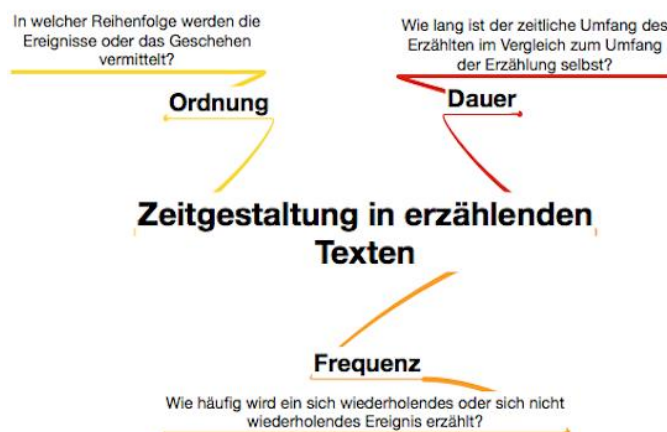 In welcher Reihenfolge werden die
Ereignisse oder das Geschehen
vermittelt?
Ordnung
Wie lang ist der zeitliche Umfang des
Erzählten im Vergleich zum Umfang
der Erzählung selbst?
Dauer
Zeitgestaltung in erzählenden
Texten
Frequenz
Wie häufig wird ein sich wiederholendes oder sich nicht
wiederholendes Ereignis erzählt?